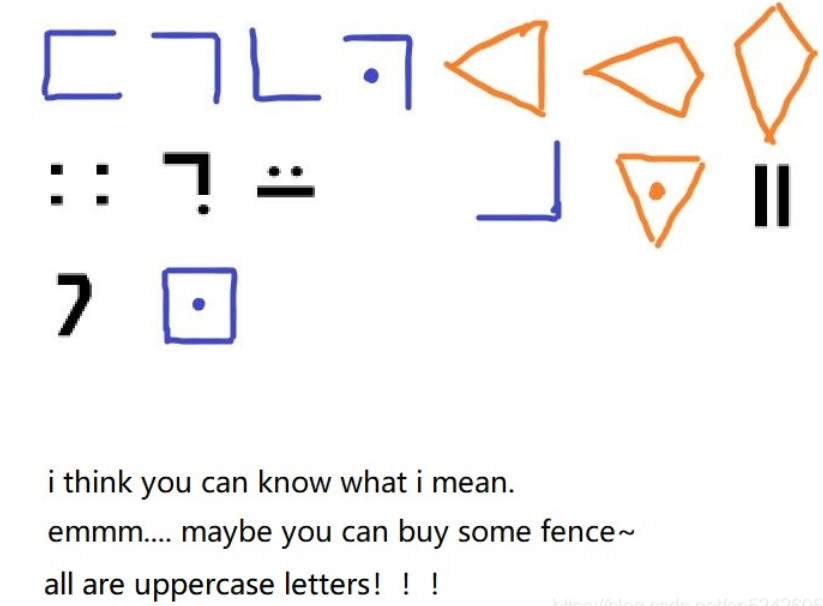 i think you can know what i mean.
emmm.... maybe you can buy some fence~
all are uppercase letters！！！